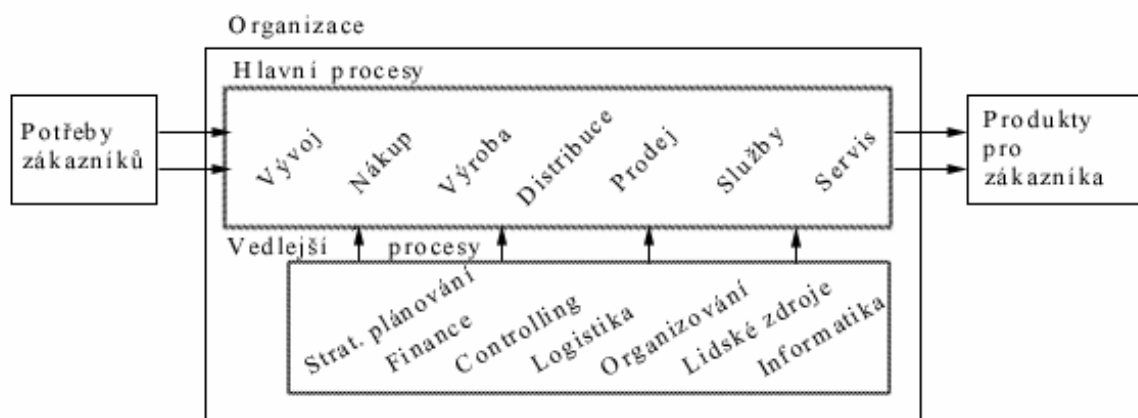 Organizace
Hlavní procesy
Potřeby
zákazníků
Vývoj
Nákup
Výroba
Distribuce
Prodej
Služby
Servis
Produkty
pro
zákazníka
Vedlejší procesy
Strat. plánování
Finance
Controlling
Logistika
Organizování
Lidské zdroje
Informatika